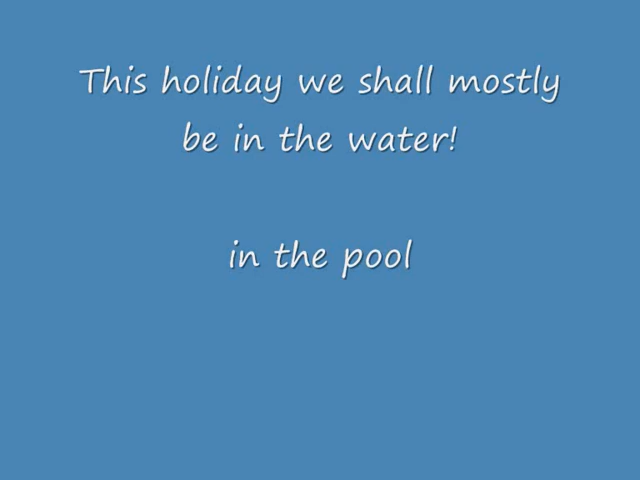 This holiday we shall mostly
be in the water!
in the pool